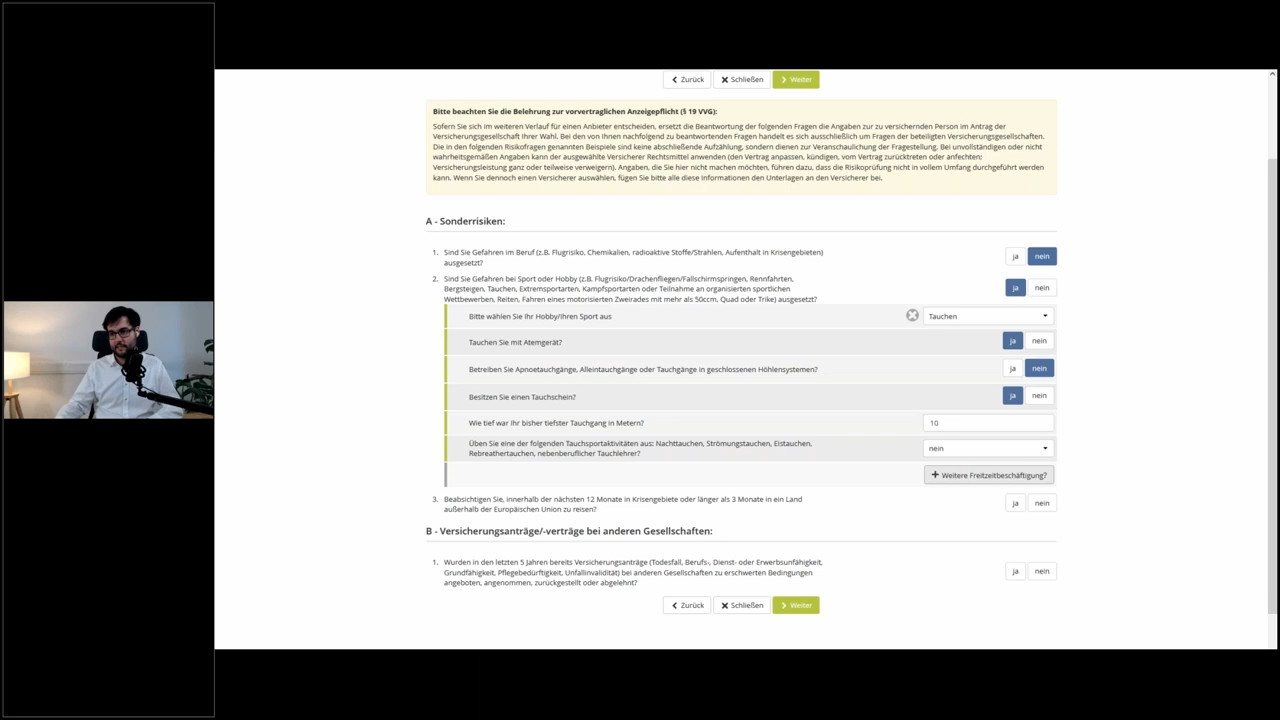 Zurück Schließen Weiter
Bitte beachten Sie die Belehrung zur vorvertraglichen Anzeigepflicht (§ 19 VVG):
Sofern Sie sich im weiteren Verlauf für einen Anbieter entscheiden, ersetzt die Beantwortung der folgenden Fragen die Angaben zur zu versichernden Person im Antrag der
Versicherungsgesellschaft Ihrer Wahl. Bei den von Ihnen nachfolgend zu beantwortenden Fragen handelt es sich ausschließlich um Fragen der beteiligten Versicherungsgesellschaften.
Die in den folgenden Risikofragen genannten Beispiele sind keine abschließende Aufzählung, sondern dienen zur Veranschaulichung der Fragestellung. Bei unvollständigen oder nicht
wahrheitsgemäßen Angaben kann der ausgewählte Versicherer Rechtsmittel anwenden (den Vertrag anpassen, kündigen, vom Vertrag zurücktreten oder anfechten;
Versicherungsleistung ganz oder teilweise verweigern). Angaben, die Sie hier nicht machen möchten, führen dazu, dass die Risikoprüfung nicht in vollem Umfang durchgeführt werden
kann. Wenn Sie dennoch einen Versicherer auswählen, fügen Sie bitte alle diese Informationen den Unterlagen an den Versicherer bei.
A - Sonderrisiken:
1. Sind Sie Gefahren im Beruf (z.B. Flugrisiko, Chemikalien, radioaktive Stoffe/Strahlen, Aufenthalt in Krisengebieten)
ausgesetzt?
ja nein
2. Sind Sie Gefahren bei Sport oder Hobby (z.B. Flugrisiko/Drachenfliegen/Fallschirmspringen, Rennfahrten,
Bergsteigen, Tauchen, Extremsportarten, Kampfsportarten oder Teilnahme an organisierten sportlichen
Wettbewerben, Reiten, Fahren eines motorisierten Zweirades mit mehr als 50ccm, Quad oder Trike) ausgesetzt?
ja nein
Bitte wählen Sie Ihr Hobby/Ihren Sport aus Tauchen
Tauchen Sie mit Atemgerät? ja nein
Betreiben Sie Apnoetauchgänge, Alleintauchgänge oder Tauchgänge in geschlossenen Höhlensystemen? ja nein
Besitzen Sie einen Tauchschein? ja nein
Wie tief war Ihr bisher tiefster Tauchgang in Metern? 10
Üben Sie eine der folgenden Tauchsportaktivitäten aus: Nachttauchen, Strömungstauchen, Eistauchen,
Rebreathertauchen, nebenberuflicher Tauchlehrer?
nein
+ Weitere Freizeitbeschäftigung?
3. Beabsichtigen Sie, innerhalb der nächsten 12 Monate in Krisengebiete oder länger als 3 Monate in ein Land
außerhalb der Europäischen Union zu reisen?
ja nein
B - Versicherungsanträge/-verträge bei anderen Gesellschaften:
1. Wurden in den letzten 5 Jahren bereits Versicherungsanträge (Todesfall, Berufs-, Dienst- oder Erwerbsunfähigkeit,
Grundfähigkeit, Pflegebedürftigkeit, Unfallinvalidität) bei anderen Gesellschaften zu erschwerten Bedingungen
angeboten, angenommen, zurückgestellt oder abgelehnt?
ja nein
Zurück Schließen Weiter